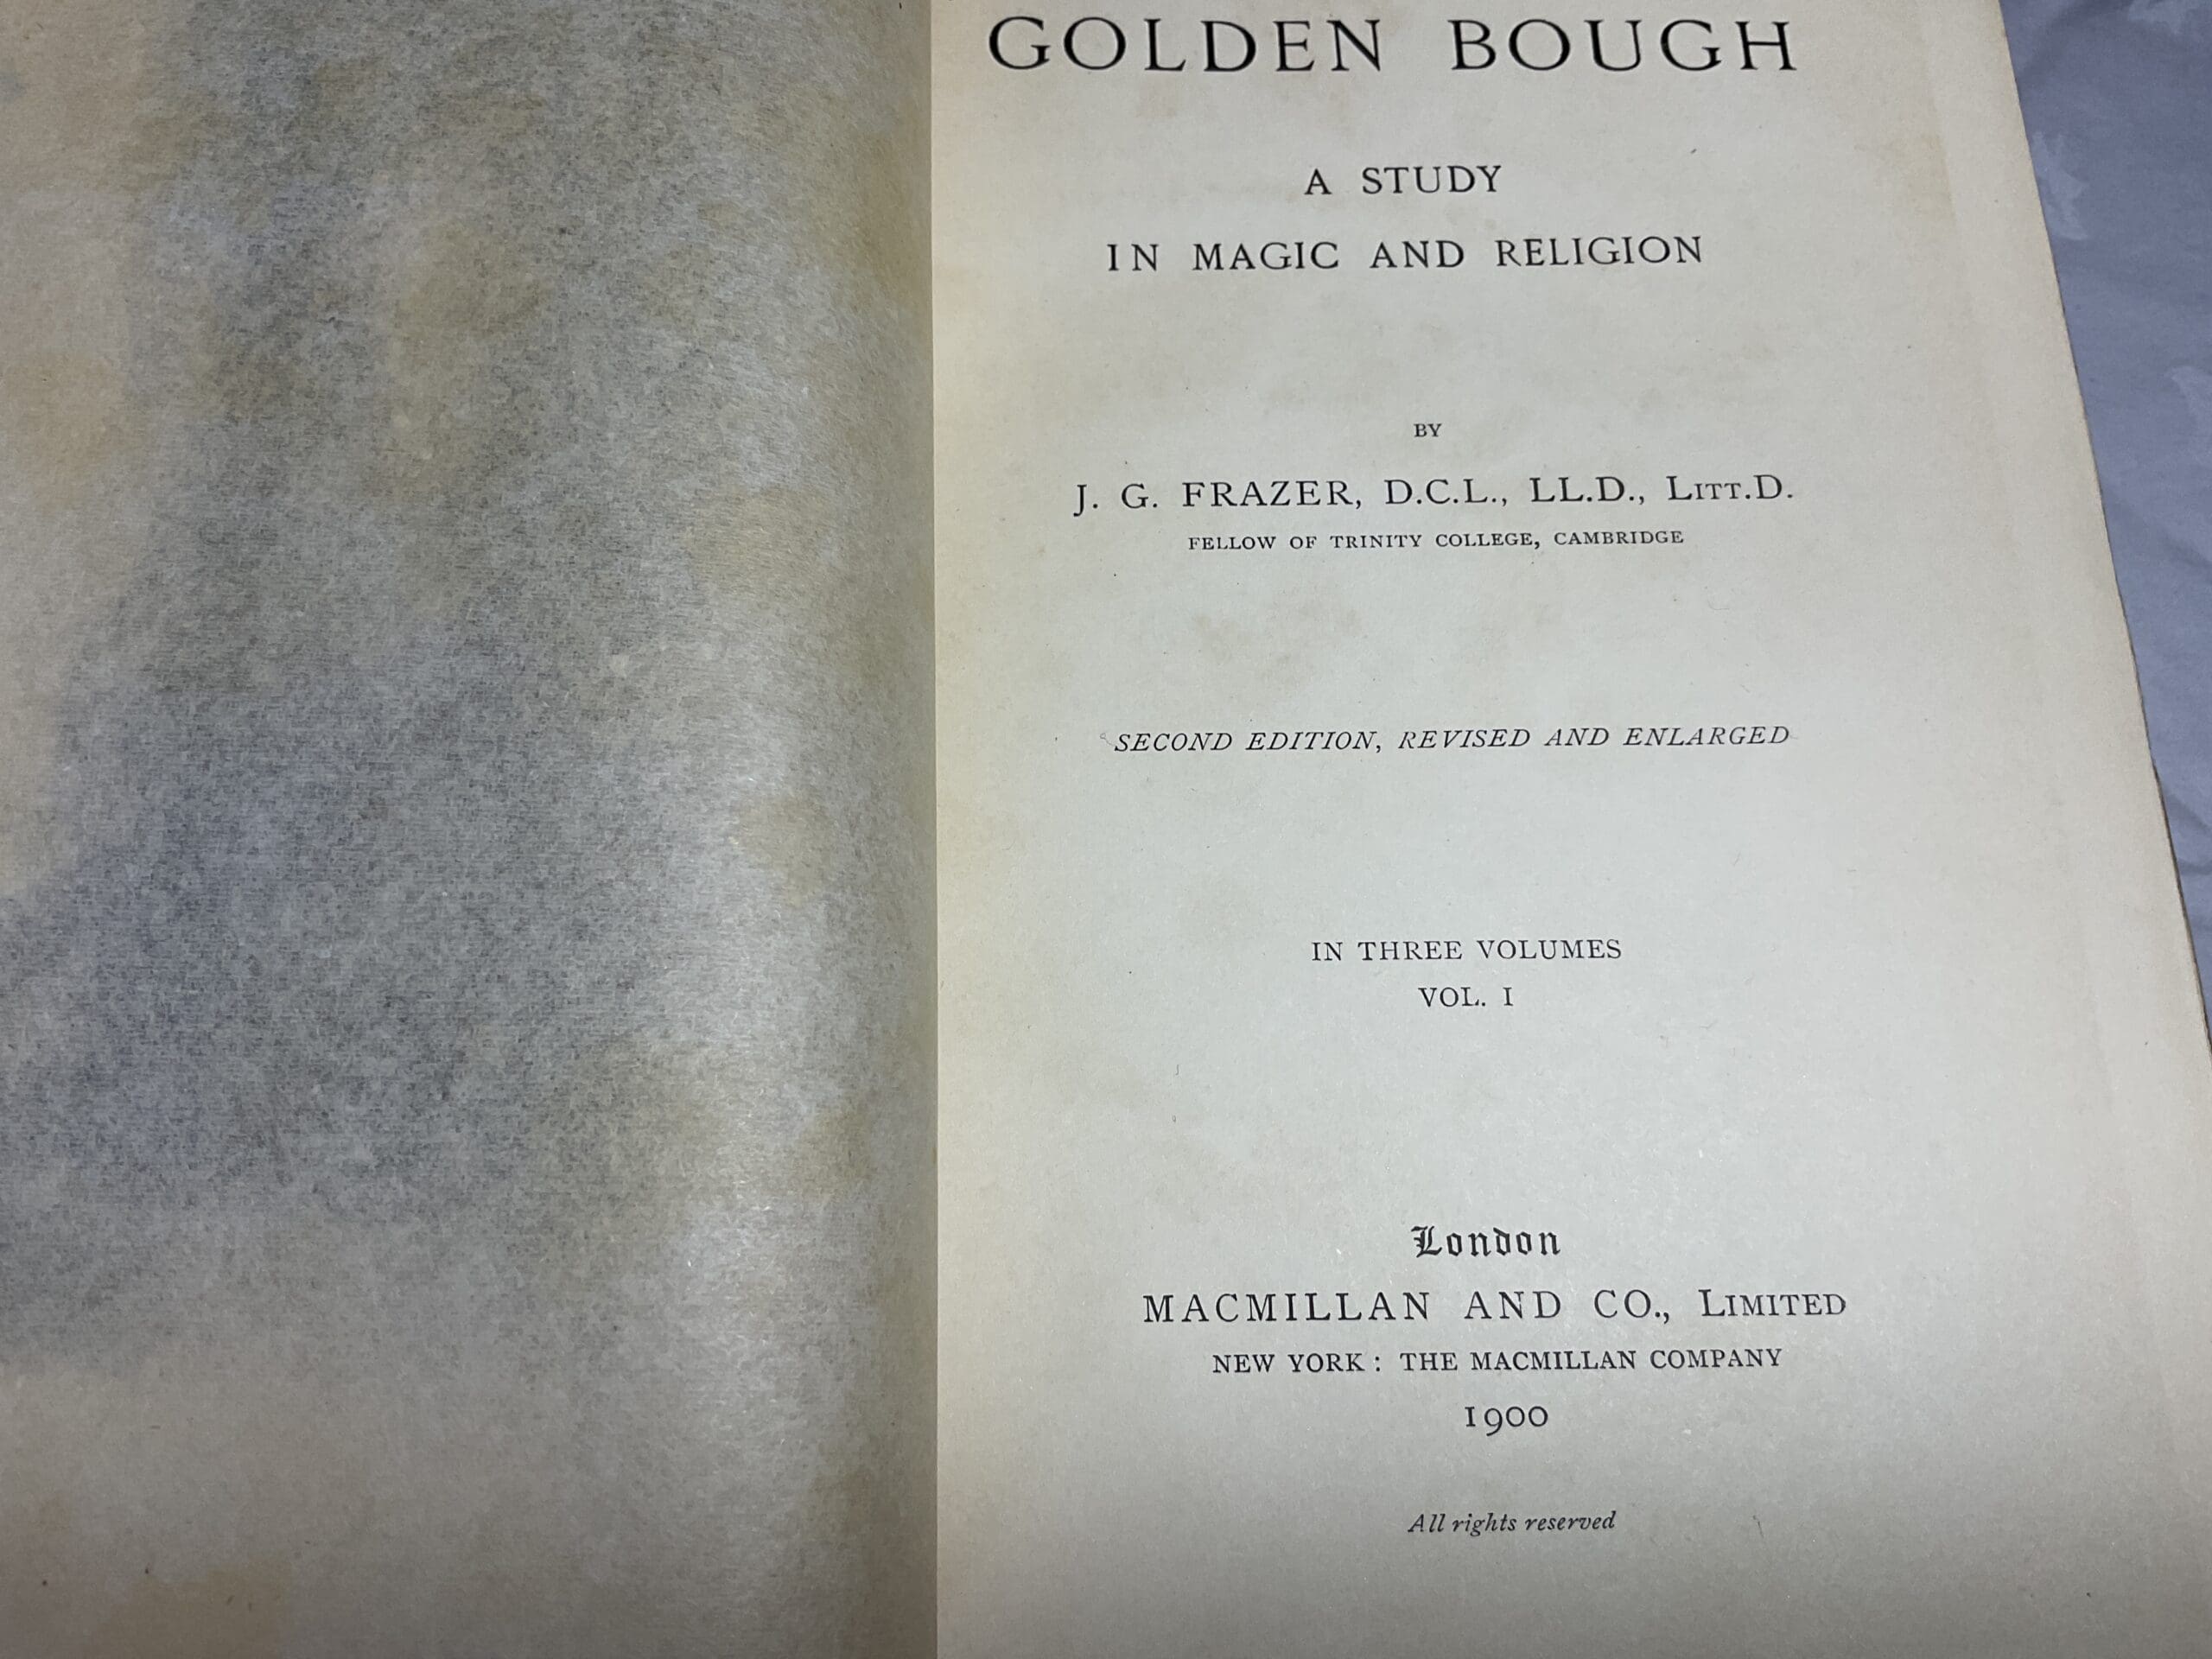 GOLDEN BOUGH
A STUDY
IN MAGIC AND RELIGION
BY
J. G. FRAZER, D.C.L., LL.D., LITT.D.
FELLOW OF TRINITY COLLEGE, CAMBRIDGE
SECOND EDITION, REVISED AND ENLARGED
IN THREE VOLUMES
VOL. I
London
MACMILLAN AND CO., LIMITED
NEW YORK : THE MACMILLAN COMPANY
1900
All rights reserved